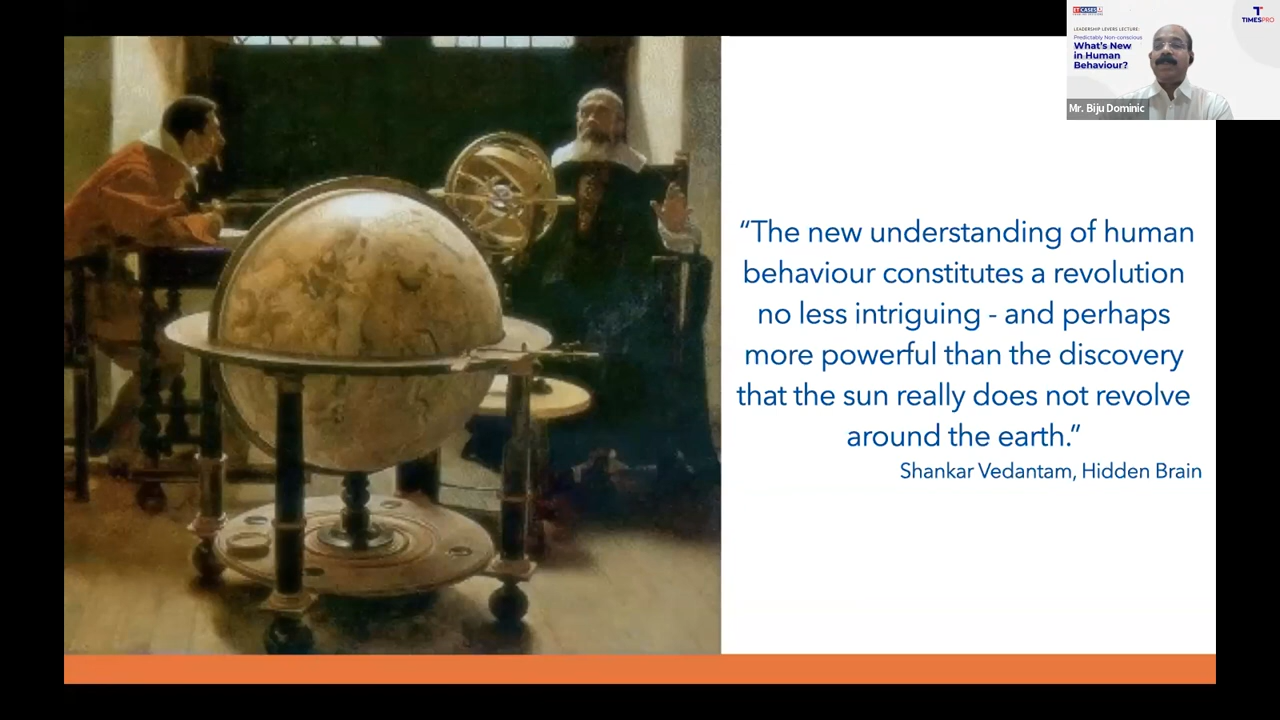 “The new understanding of human
behaviour constitutes a revolution
no less intriguing - and perhaps
more powerful than the discovery
that the sun really does not revolve
around the earth.”
Shankar Vedantam, Hidden Brain
ET CASES
LEADERSHIP LEVERS LECTURE:
Predictably Non-conscious
What’s New
in Human
Behaviour?
Mr. Biju Dominic
T
TIMESPRO